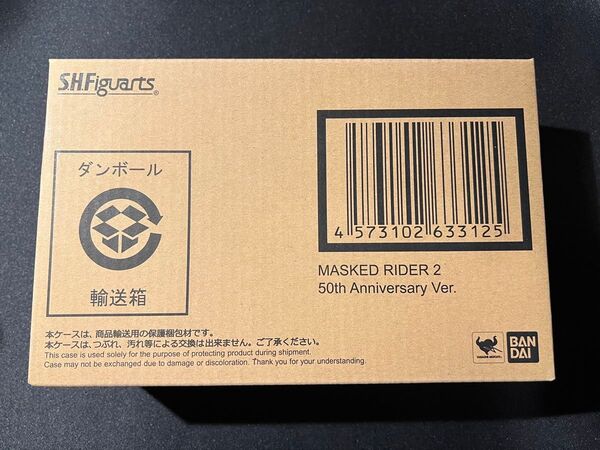 S.H.Figuarts®
ダンボール
輸送箱
4 573102 633125
MASKED RIDER 2
50th Anniversary Ver.
本ケースは、商品輸送用の保護梱包材です。
本ケースは、つぶれ、汚れ等による交換は出来ません。ご了承ください。
This case is used solely for the purpose of protecting product during shipment.
Case may not be exchanged due to damage or discoloration. Thank you for your understanding.
TAMASHII NATIONS
BAN
DAI